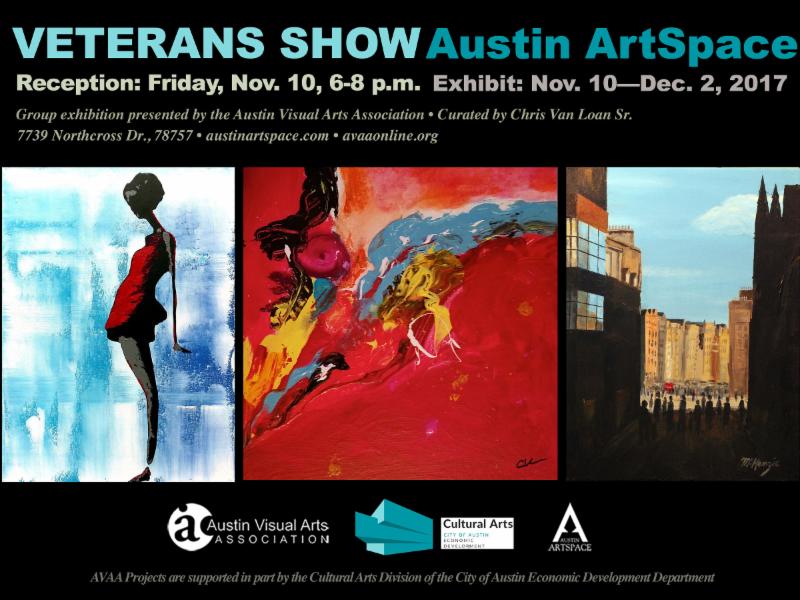 VETERANS SHOW Austin ArtSpace
Reception: Friday, Nov. 10, 6-8 p.m. Exhibit: Nov. 10—Dec. 2, 2017
Group exhibition presented by the Austin Visual Arts Association • Curated by Chris Van Loan Sr.
7739 Northcross Dr., 78757 • austinartspace.com • avaaonline.org
McKenzie
a Austin Visual Arts
ASSOCIATION
Cultural Arts
CITY OF AUSTIN
ECONOMIC
DEVELOPMENT
AUSTIN
ARTSPACE
AVAA Projects are supported in part by the Cultural Arts Division of the City of Austin Economic Development Department